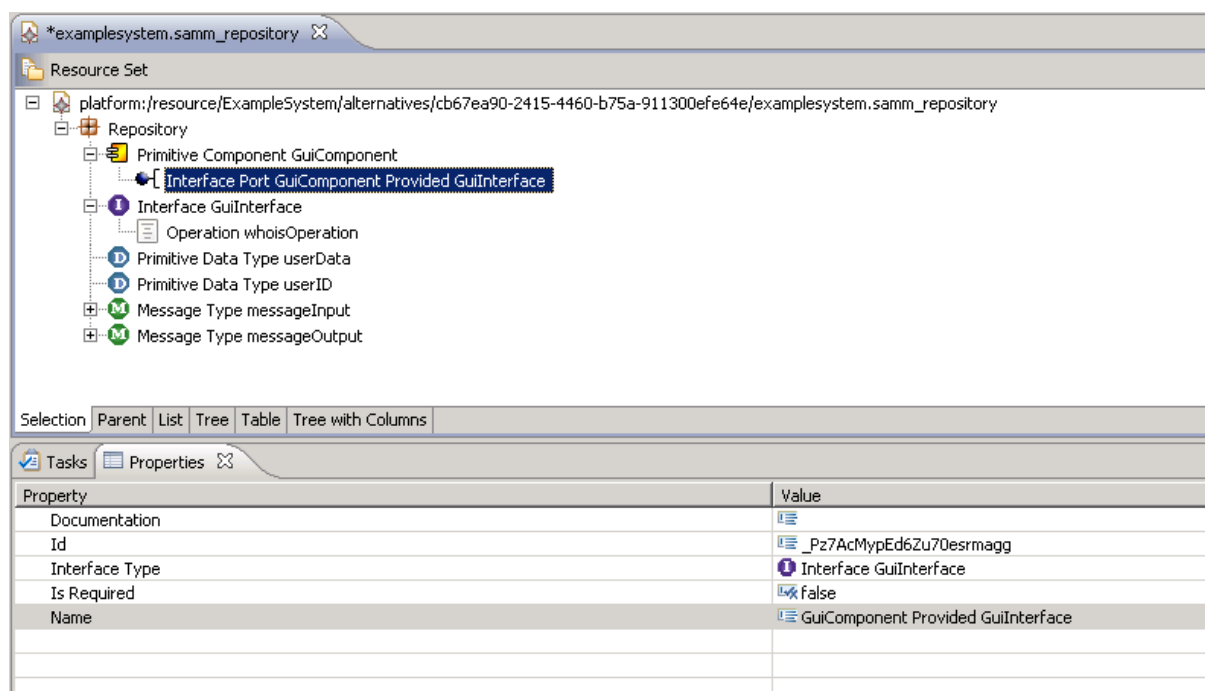 *examplesystem.samm_repository
Resource Set
platform:/resource/ExampleSystem/alternatives/cb67ea90-2415-4460-b75a-911300efe64e/examplesystem.samm_repository
Repository
Primitive Component GuiComponent
Interface Port GuiComponent Provided GuiInterface
Interface GuiInterface
Operation whoisOperation
Primitive Data Type userData
Primitive Data Type userID
Message Type messageInput
Message Type messageOutput
Selection Parent List Tree Table Tree with Columns
Tasks Properties
Property Value
Documentation
Id _Pz7AcMypEd6Zu70esrmagg
Interface Type Interface GuiInterface
Is Required false
Name GuiComponent Provided GuiInterface